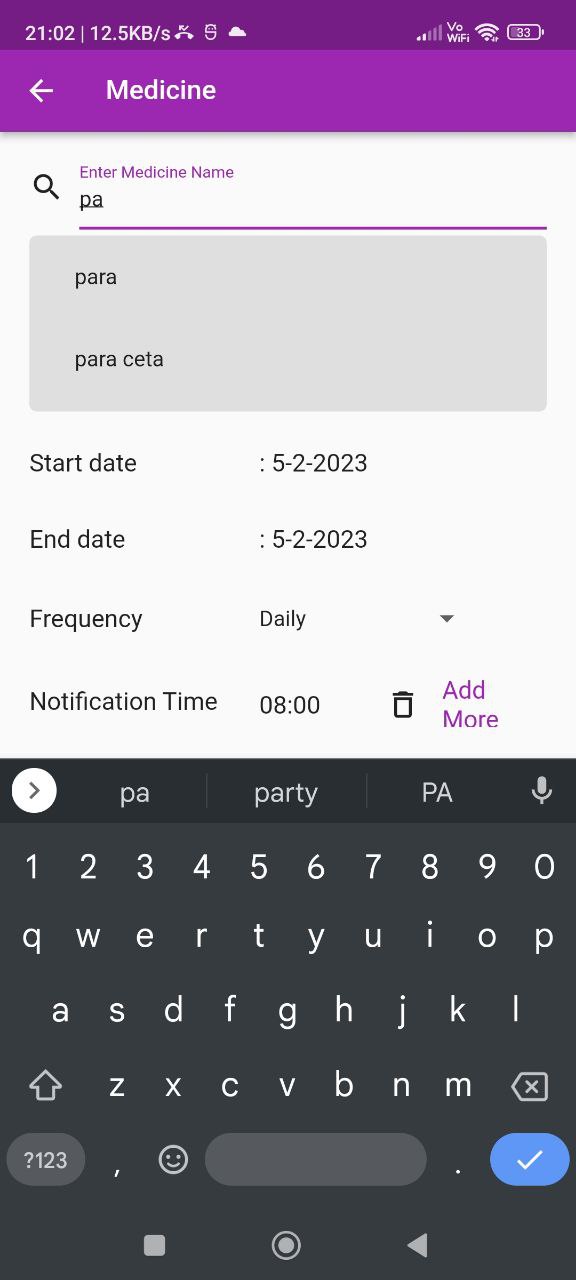 21:02 | 12.5KB/s Vo WiFi 33
Medicine
Enter Medicine Name
pa
para
para ceta
Start date : 5-2-2023
End date : 5-2-2023
Frequency Daily
Notification Time 08:00 Add More
pa party PA
1 2 3 4 5 6 7 8 9 0
q w e r t y u i o p
a s d f g h j k l
z x c v b n m
?123 , .